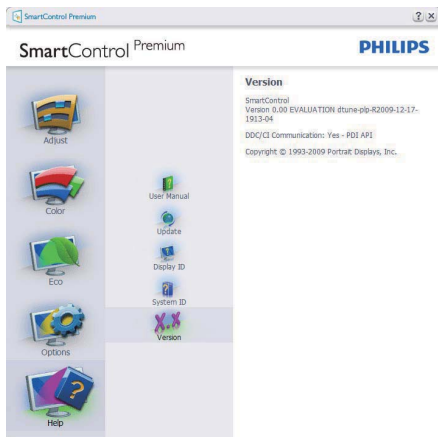 SmartControl Premium
SmartControl Premium
PHILIPS
Adjust
Color
Eco
Options
Help
User Manual
Update
Display ID
System ID
X.X
Version
Version
SmartControl
Version 0.00 EVALUATION dtune-plp-R2009-12-17-
1913-04
DDC/CI Communication: Yes - PDI API
Copyright © 1993-2009 Portrait Displays, Inc.